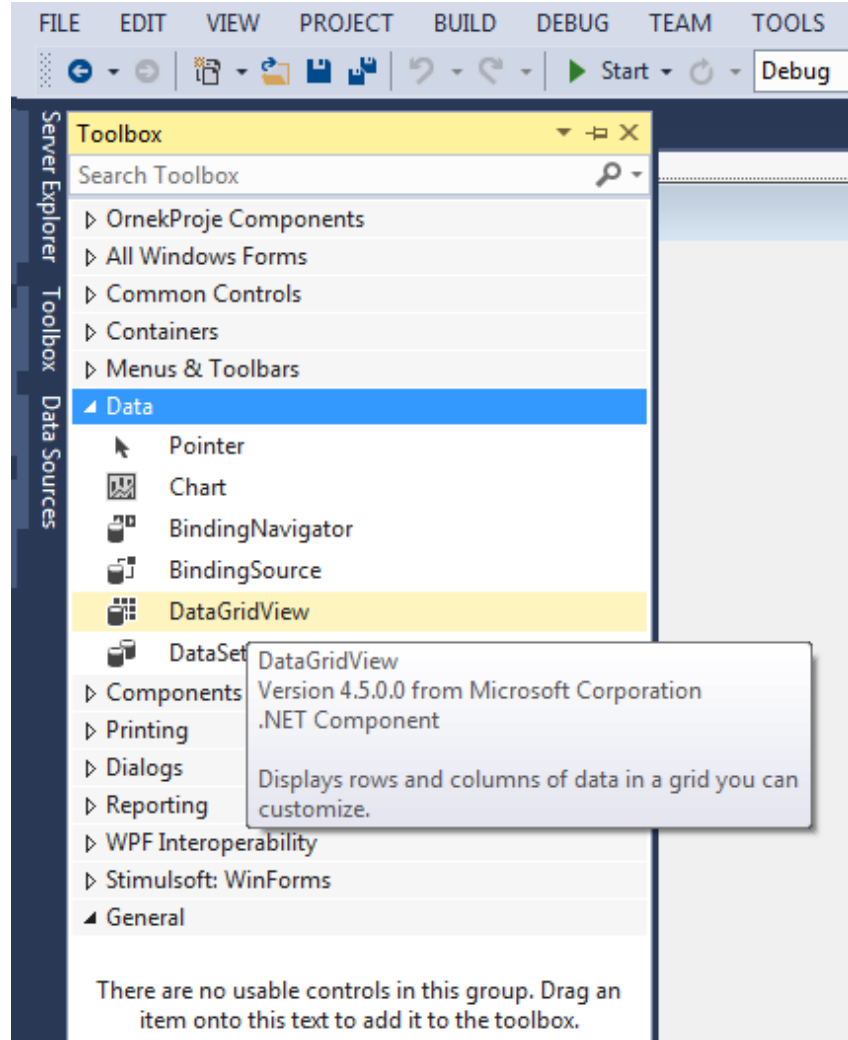 FILE EDIT VIEW PROJECT BUILD DEBUG TEAM TOOLS
Start Debug
Server Explorer
Toolbox
Data Sources
Toolbox
Search Toolbox
OrnekProje Components
All Windows Forms
Common Controls
Containers
Menus & Toolbars
Data
Pointer
Chart
BindingNavigator
BindingSource
DataGridView
DataSet
DataGridView
Version 4.5.0.0 from Microsoft Corporation
.NET Component
Displays rows and columns of data in a grid you can
customize.
Components
Printing
Dialogs
Reporting
WPF Interoperability
Stimulsoft: WinForms
General
There are no usable controls in this group. Drag an
item onto this text to add it to the toolbox.